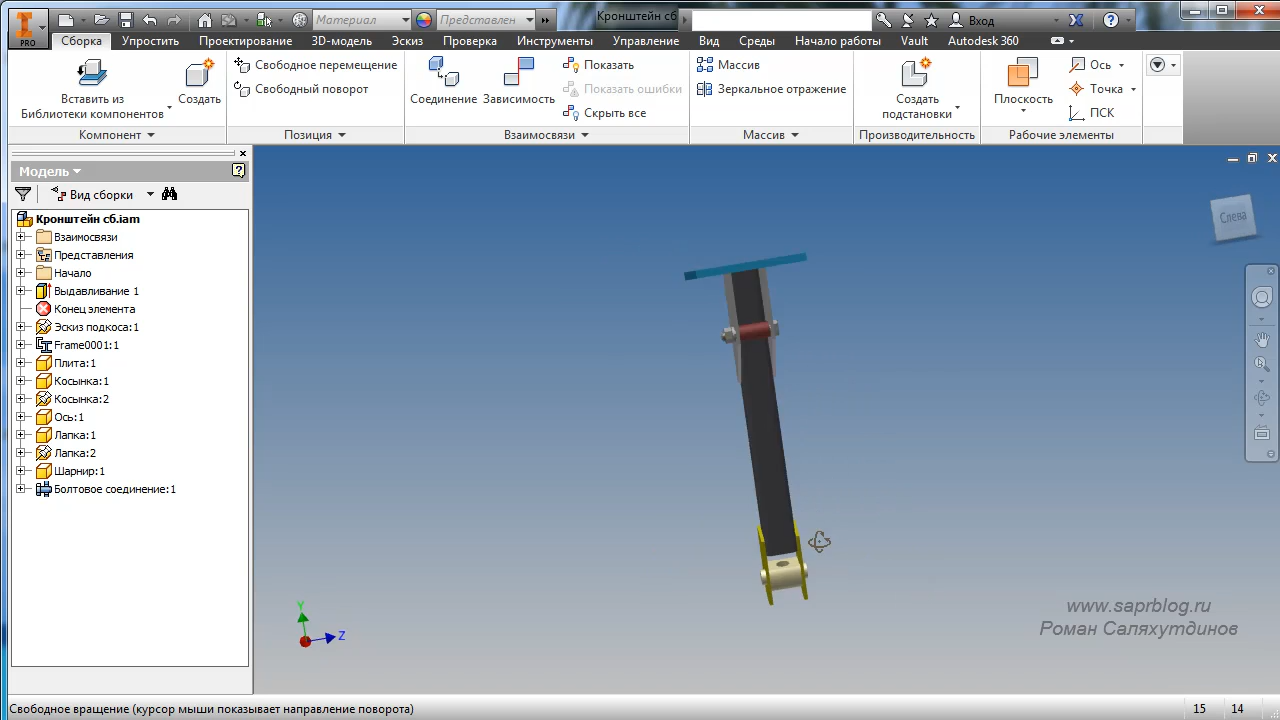 Материал
Представлен
Кронштейн сб
Вход
PRO
Сборка
Упростить
Проектирование
3D-модель
Эскиз
Проверка
Инструменты
Управление
Вид
Среды
Начало работы
Vault
Autodesk 360
Вставить из
Библиотеки компонентов
Создать
Свободное перемещение
Свободный поворот
Соединение
Зависимость
Показать
Показать ошибки
Скрыть все
Массив
Зеркальное отражение
Создать
подстановки
Плоскость
Ось
Точка
ПСК
Компонент
Позиция
Взаимосвязи
Массив
Производительность
Рабочие элементы
Модель
Вид сборки
Кронштейн сб.iam
Взаимосвязи
Представления
Начало
Выдавливание 1
Конец элемента
Эскиз подкоса:1
Frame0001:1
Плита:1
Косынка:1
Косынка:2
Ось:1
Лапка:1
Лапка:2
Шарнир:1
Болтовое соединение:1
Слева
Y
Z
www.saprblog.ru
Роман Саляхутдинов
Свободное вращение (курсор мыши показывает направление поворота)
15
14